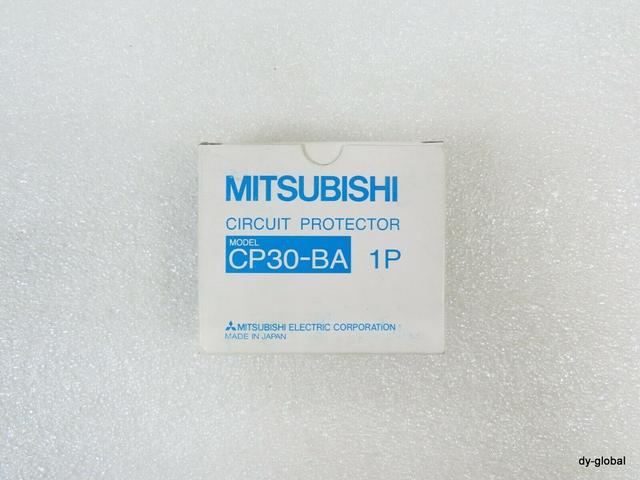 MITSUBISHI
CIRCUIT PROTECTOR
MODEL
CP30-BA 1P
MITSUBISHI ELECTRIC CORPORATION
MADE IN JAPAN
dy-global